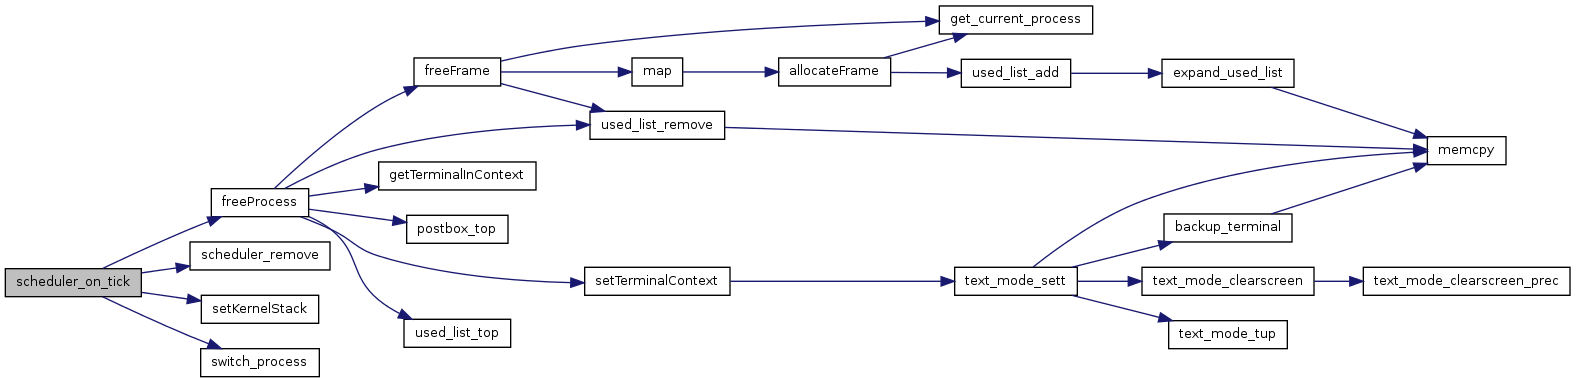 get_current_process
freeFrame
map
allocateFrame
used_list_add
expand_used_list
used_list_remove
memcpy
getTerminalInContext
freeProcess
postbox_top
backup_terminal
scheduler_remove
scheduler_on_tick
setTerminalContext
text_mode_sett
text_mode_clearscreen
text_mode_clearscreen_prec
setKernelStack
used_list_top
text_mode_tup
switch_process